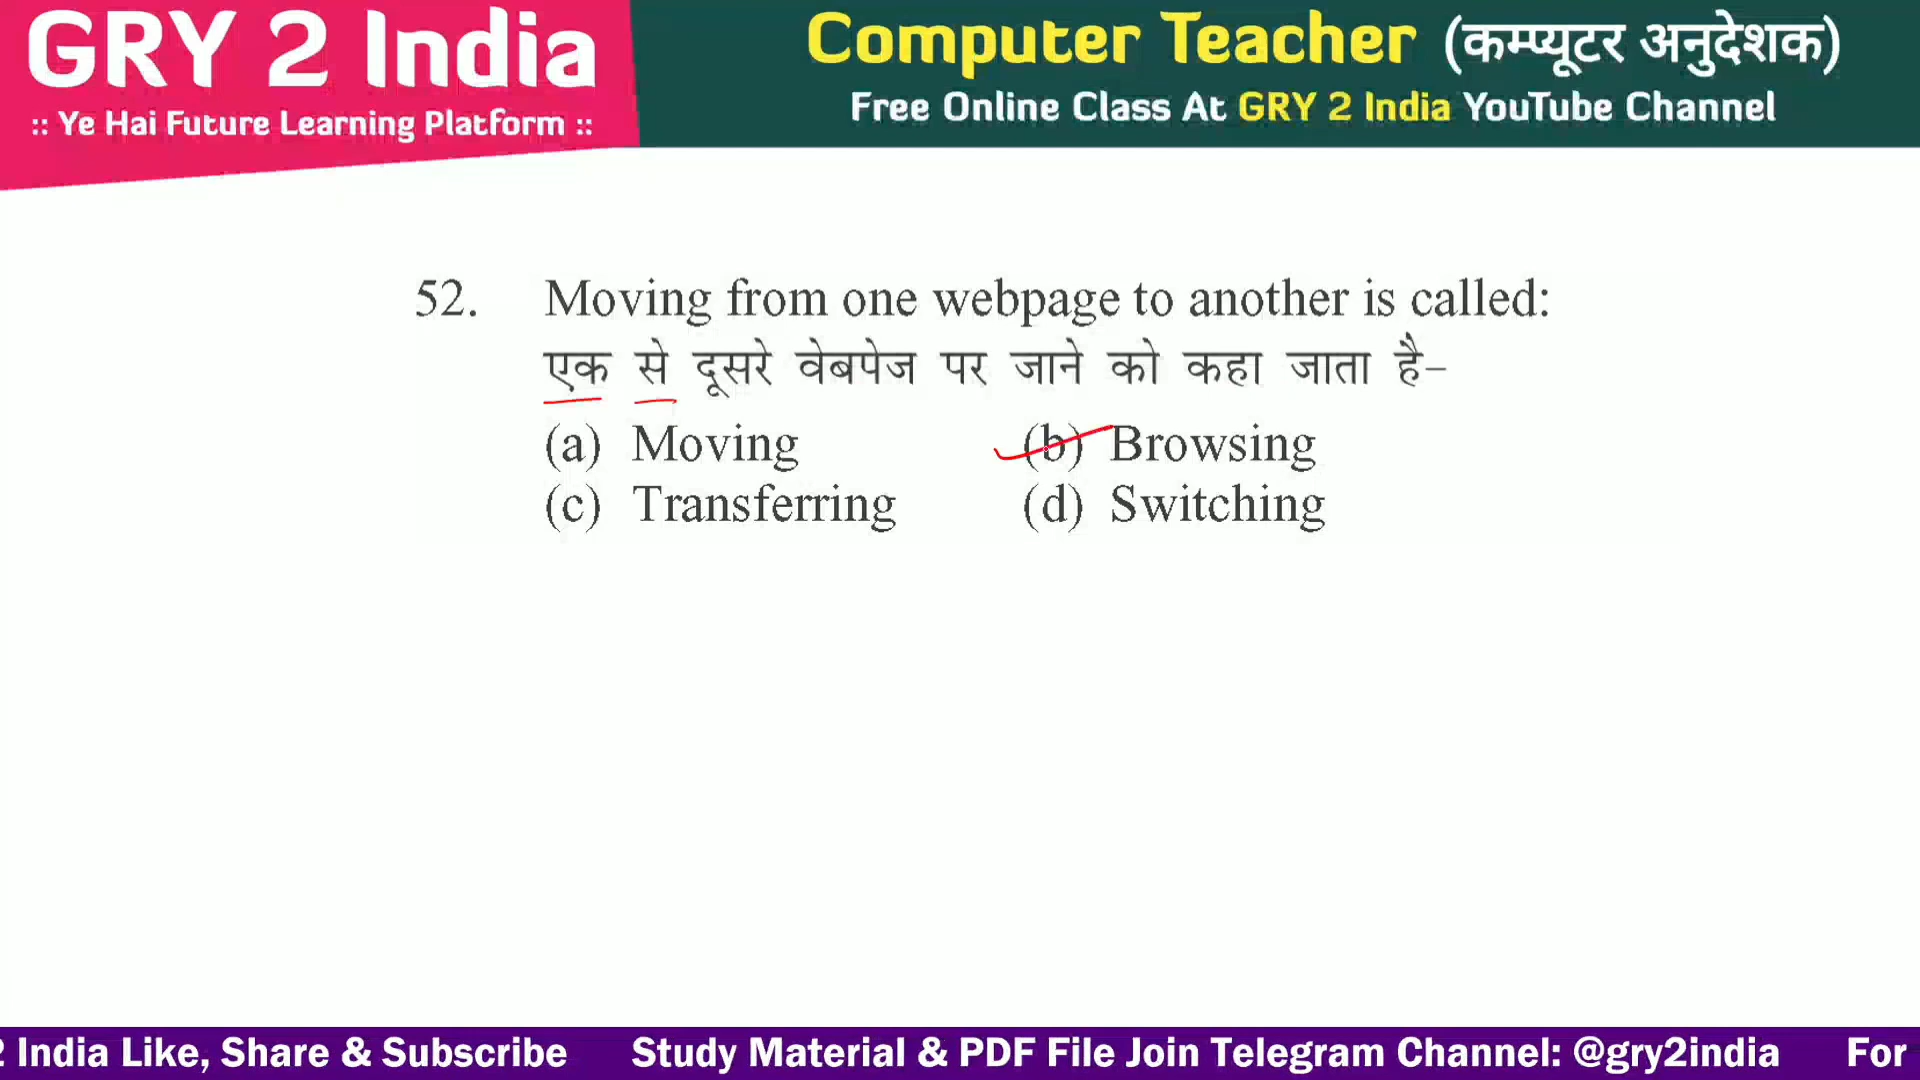 GRY 2 India
:: Ye Hai Future Learning Platform ::
Computer Teacher (कम्प्यूटर अनुदेशक)
Free Online Class At GRY 2 India YouTube Channel
52. Moving from one webpage to another is called:
एक से दूसरे वेबपेज पर जाने को कहा जाता है–
(a) Moving (b) Browsing
(c) Transferring (d) Switching
2 India Like, Share & Subscribe Study Material & PDF File Join Telegram Channel: @gry2india For